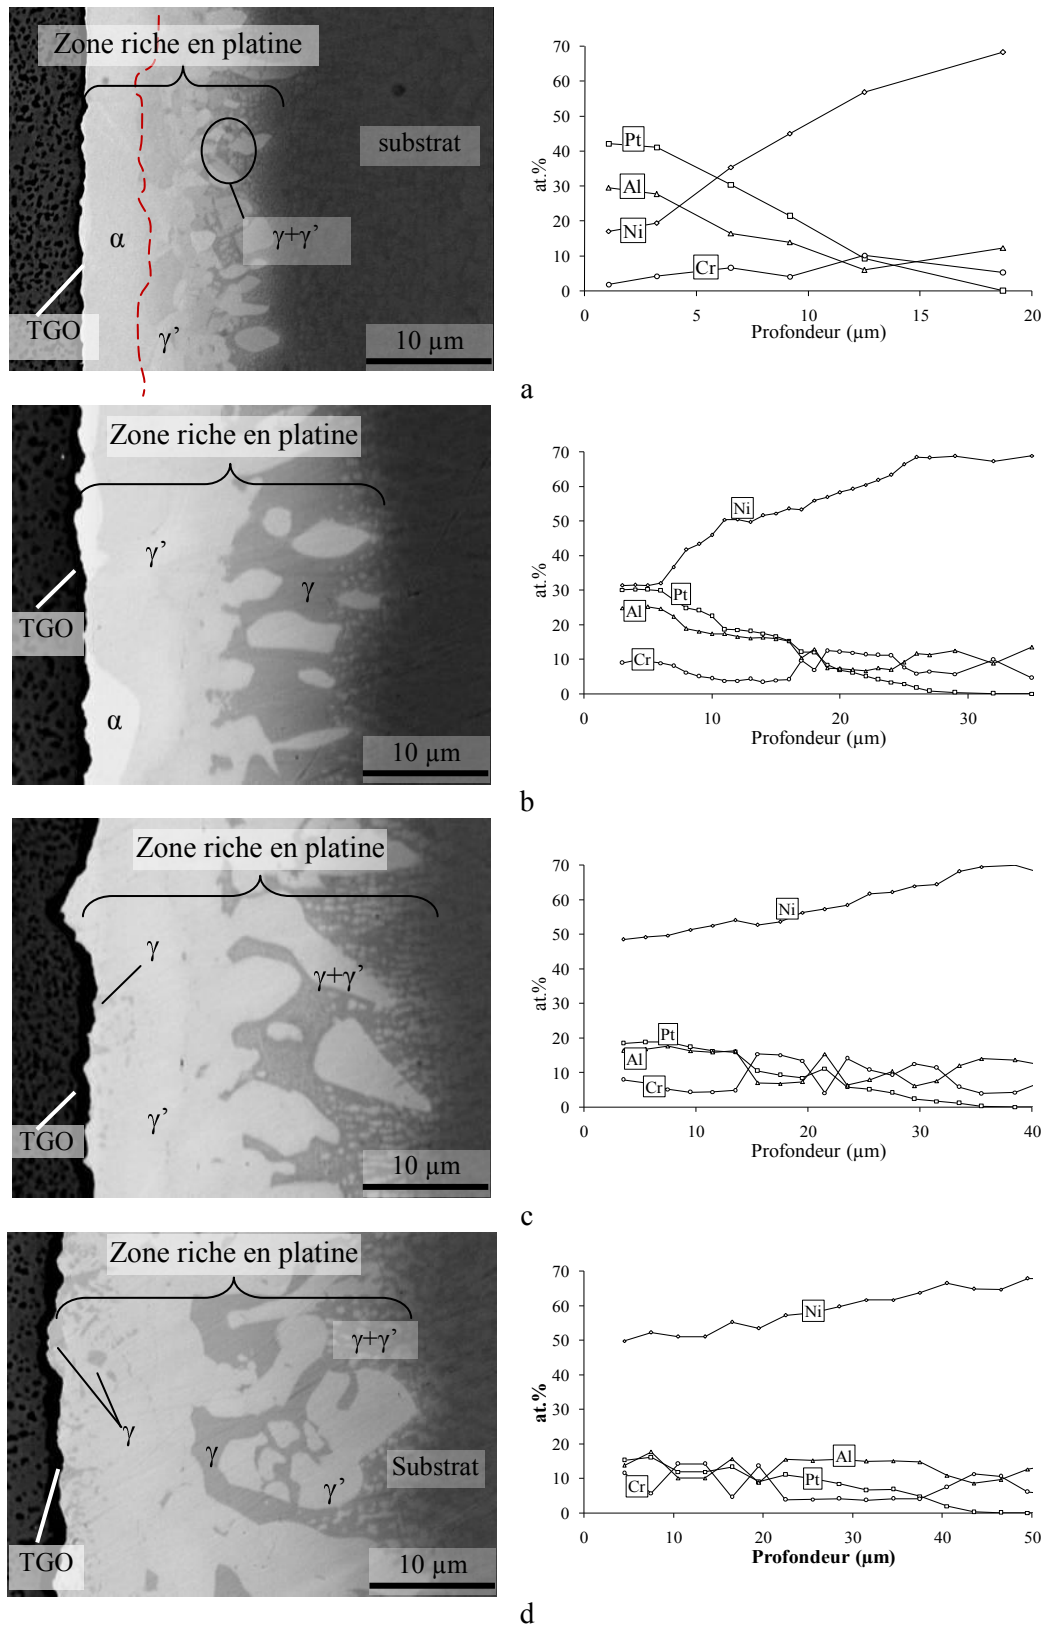 Zone riche en platine
substrat
γ+γ’
α
TGO
γ’
10 µm
70
60
50
40
30
20
10
0
at.%
Pt
Al
Ni
Cr
0 5 10 15 20
Profondeur (µm)
a
Zone riche en platine
γ’
γ
TGO
α
10 µm
70
60
50
40
30
20
10
0
at.%
Ni
Pt
Al
Cr
0 10 20 30
Profondeur (µm)
b
Zone riche en platine
γ
γ+γ’
γ’
TGO
10 µm
70
60
50
40
30
20
10
0
at.%
Ni
Pt
Al
Cr
0 10 20 30 40
Profondeur (µm)
c
Zone riche en platine
γ+γ’
γ
γ
γ’
Substrat
TGO
10 µm
70
60
50
40
30
20
10
0
at.%
Ni
Al
Pt
Cr
0 10 20 30 40 50
Profondeur (µm)
d